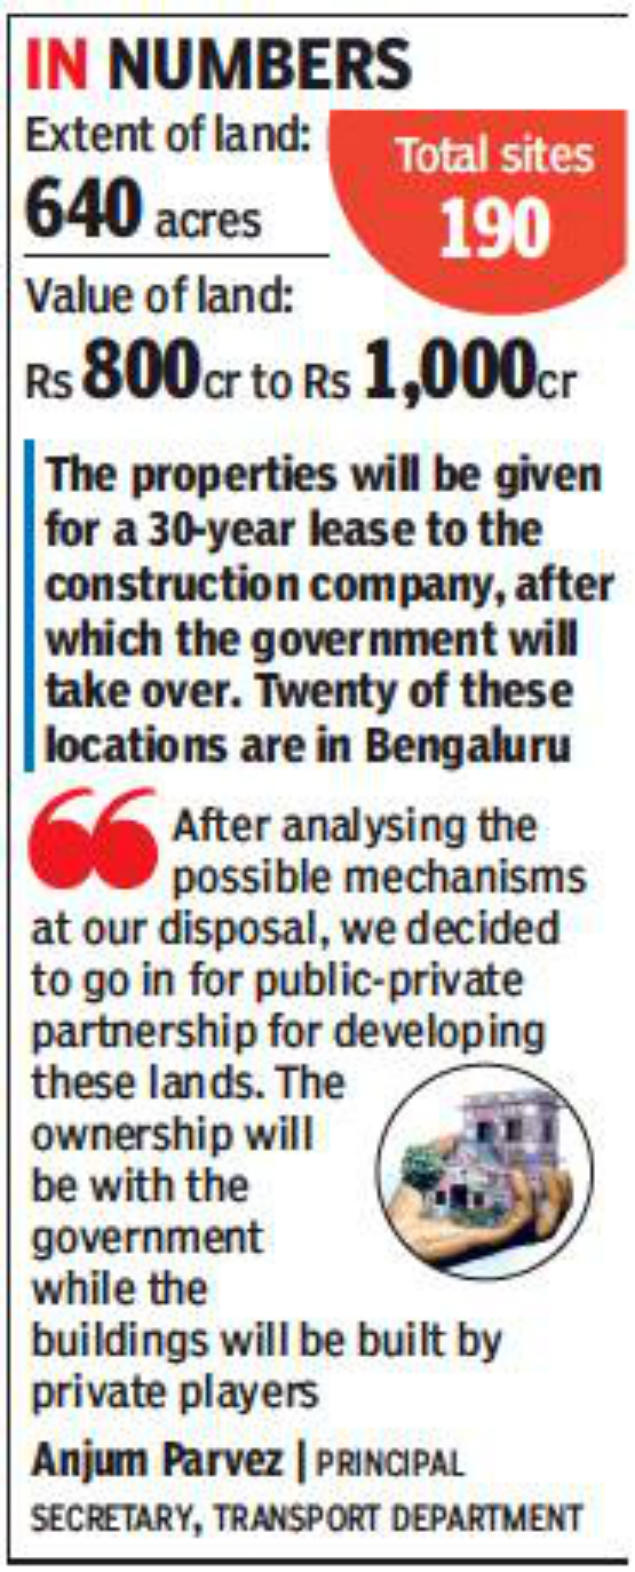 IN NUMBERS
Extent of land:
640 acres
Total sites
190
Value of land:
Rs 800cr to Rs 1,000cr
The properties will be given
for a 30-year lease to the
construction company, after
which the government will
take over. Twenty of these
locations are in Bengaluru
“After analysing the
possible mechanisms
at our disposal, we decided
to go in for public-private
partnership for developing
these lands. The
ownership will
be with the
government
while the
buildings will be built by
private players
Anjum Parvez | PRINCIPAL
SECRETARY, TRANSPORT DEPARTMENT